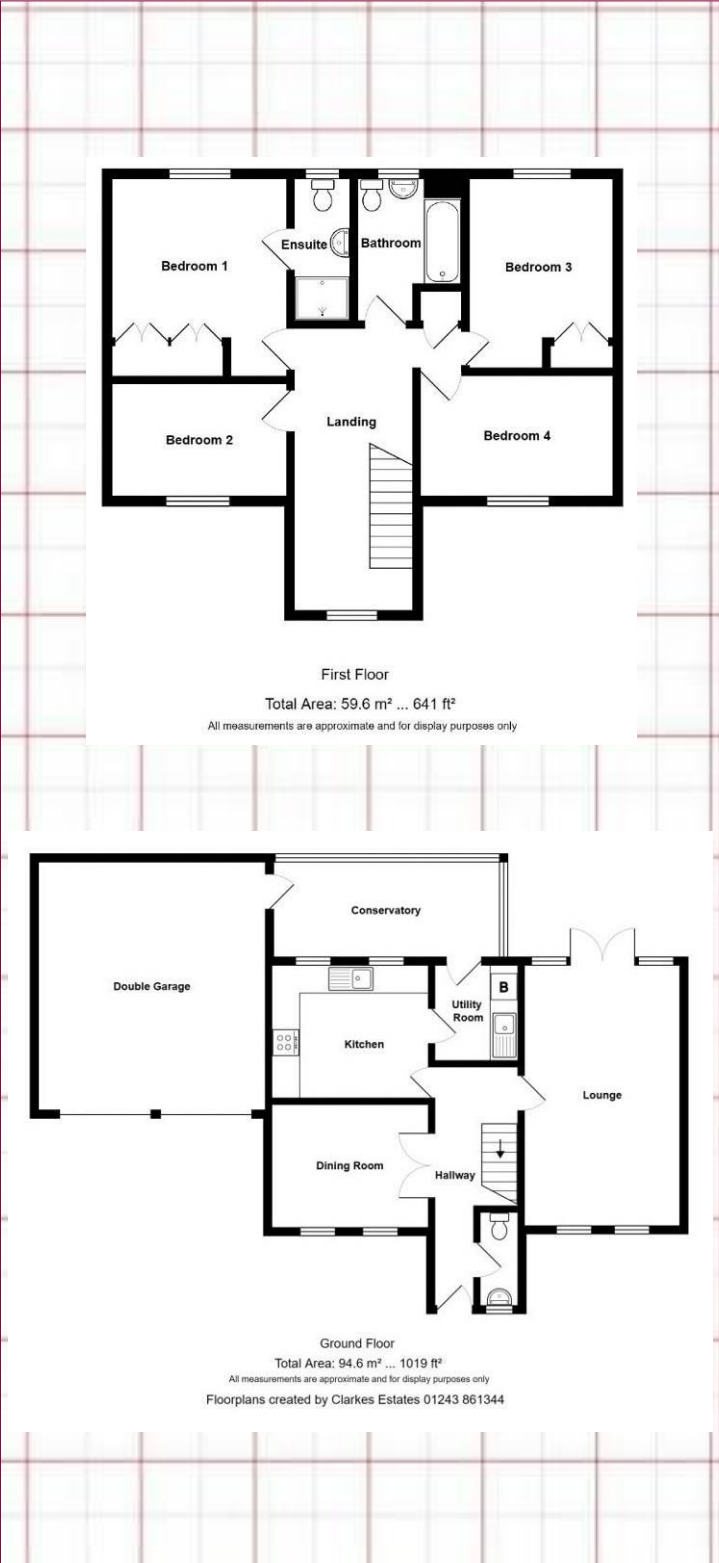 Bedroom 1
Ensuite
Bathroom
Bedroom 3
Bedroom 2
Landing
Bedroom 4
First Floor
Total Area: 59.6 m² ... 641 ft²
All measurements are approximate and for display purposes only
Conservatory
Double Garage
B
Utility
Room
Kitchen
Lounge
Dining Room
Hallway
Ground Floor
Total Area: 94.6 m² ... 1019 ft²
All measurements are approximate and for display purposes only
Floorplans created by Clarkes Estates 01243 861344